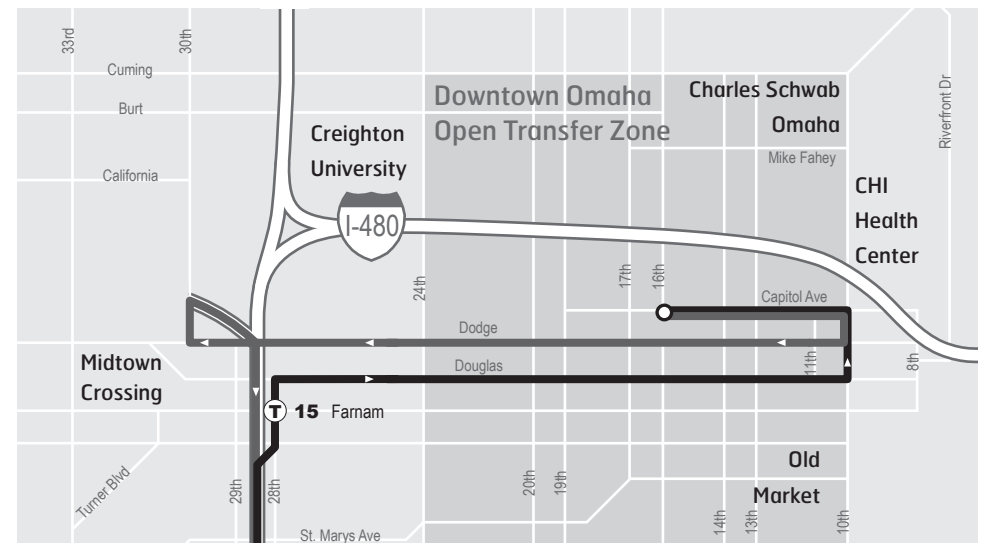 33rd
30th
Cuming
Burt
California
Creighton
University
Downtown Omaha
Open Transfer Zone
Charles Schwab
Omaha
Mike Fahey
Riverfront Dr
CHI
Health
Center
I-480
24th
17th
16th
Capitol Ave
Dodge
11th
8th
Midtown
Crossing
Douglas
T 15 Farnam
Turner Blvd
29th
28th
St. Marys Ave
20th
19th
Old
Market
14th
13th
10th